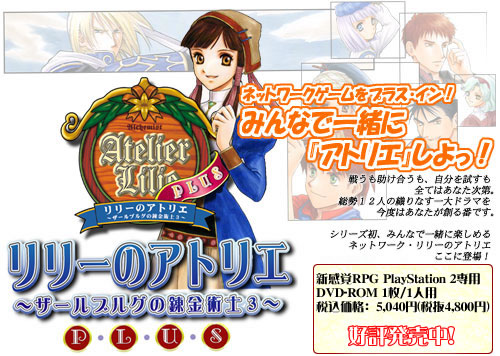 ネットワークゲームをプラス・イン！
みんなで一緒に
「アトリエ」しよっ！
戦うも助け合うも、自分を試すも
全てはあなた次第。
総勢１２人の織りなす一大ドラマを
今度はあなたが創る番です。
シリーズ初、みんなで一緒に楽しめる
ネットワーク・リリーのアトリエ
ここに登場！
Alchemist
Atelier
Lilie
PLUS
リリーのアトリエ
～ザールブルグの錬金術士３～
リリーのアトリエ
～ザールブルグの錬金術士３～
P・L・U・S
新感覚RPG PlayStation 2専用
DVD-ROM 1枚/1人用
税込価格： 5,040円(税抜4,800円)
好評発売中!